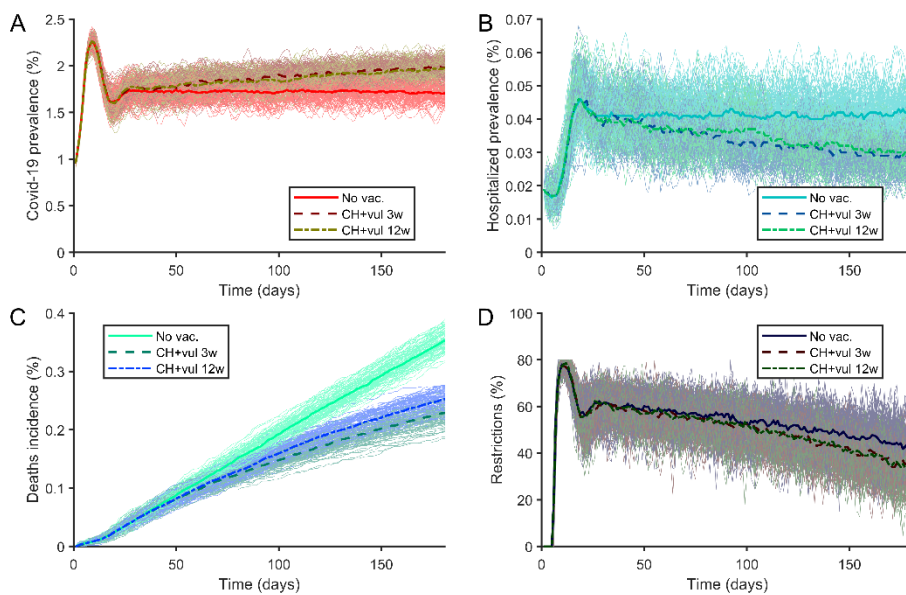 A
Covid-19 prevalence (%)
2.5
2
1.5
1
0.5
0
0
50
100
150
Time (days)
No vac.
CH+vul 3w
CH+vul 12w
B
Hospitalized prevalence (%)
0.07
0.06
0.05
0.04
0.03
0.02
0.01
0.00
0
50
100
150
Time (days)
No vac.
CH+vul 3w
CH+vul 12w
C
Deaths incidence (%)
0.4
0.3
0.2
0.1
0
0
50
100
150
Time (days)
No vac.
CH+vul 3w
CH+vul 12w
D
Restrictions (%)
100
80
60
40
20
0
0
50
100
150
Time (days)
No vac.
CH+vul 3w
CH+vul 12w